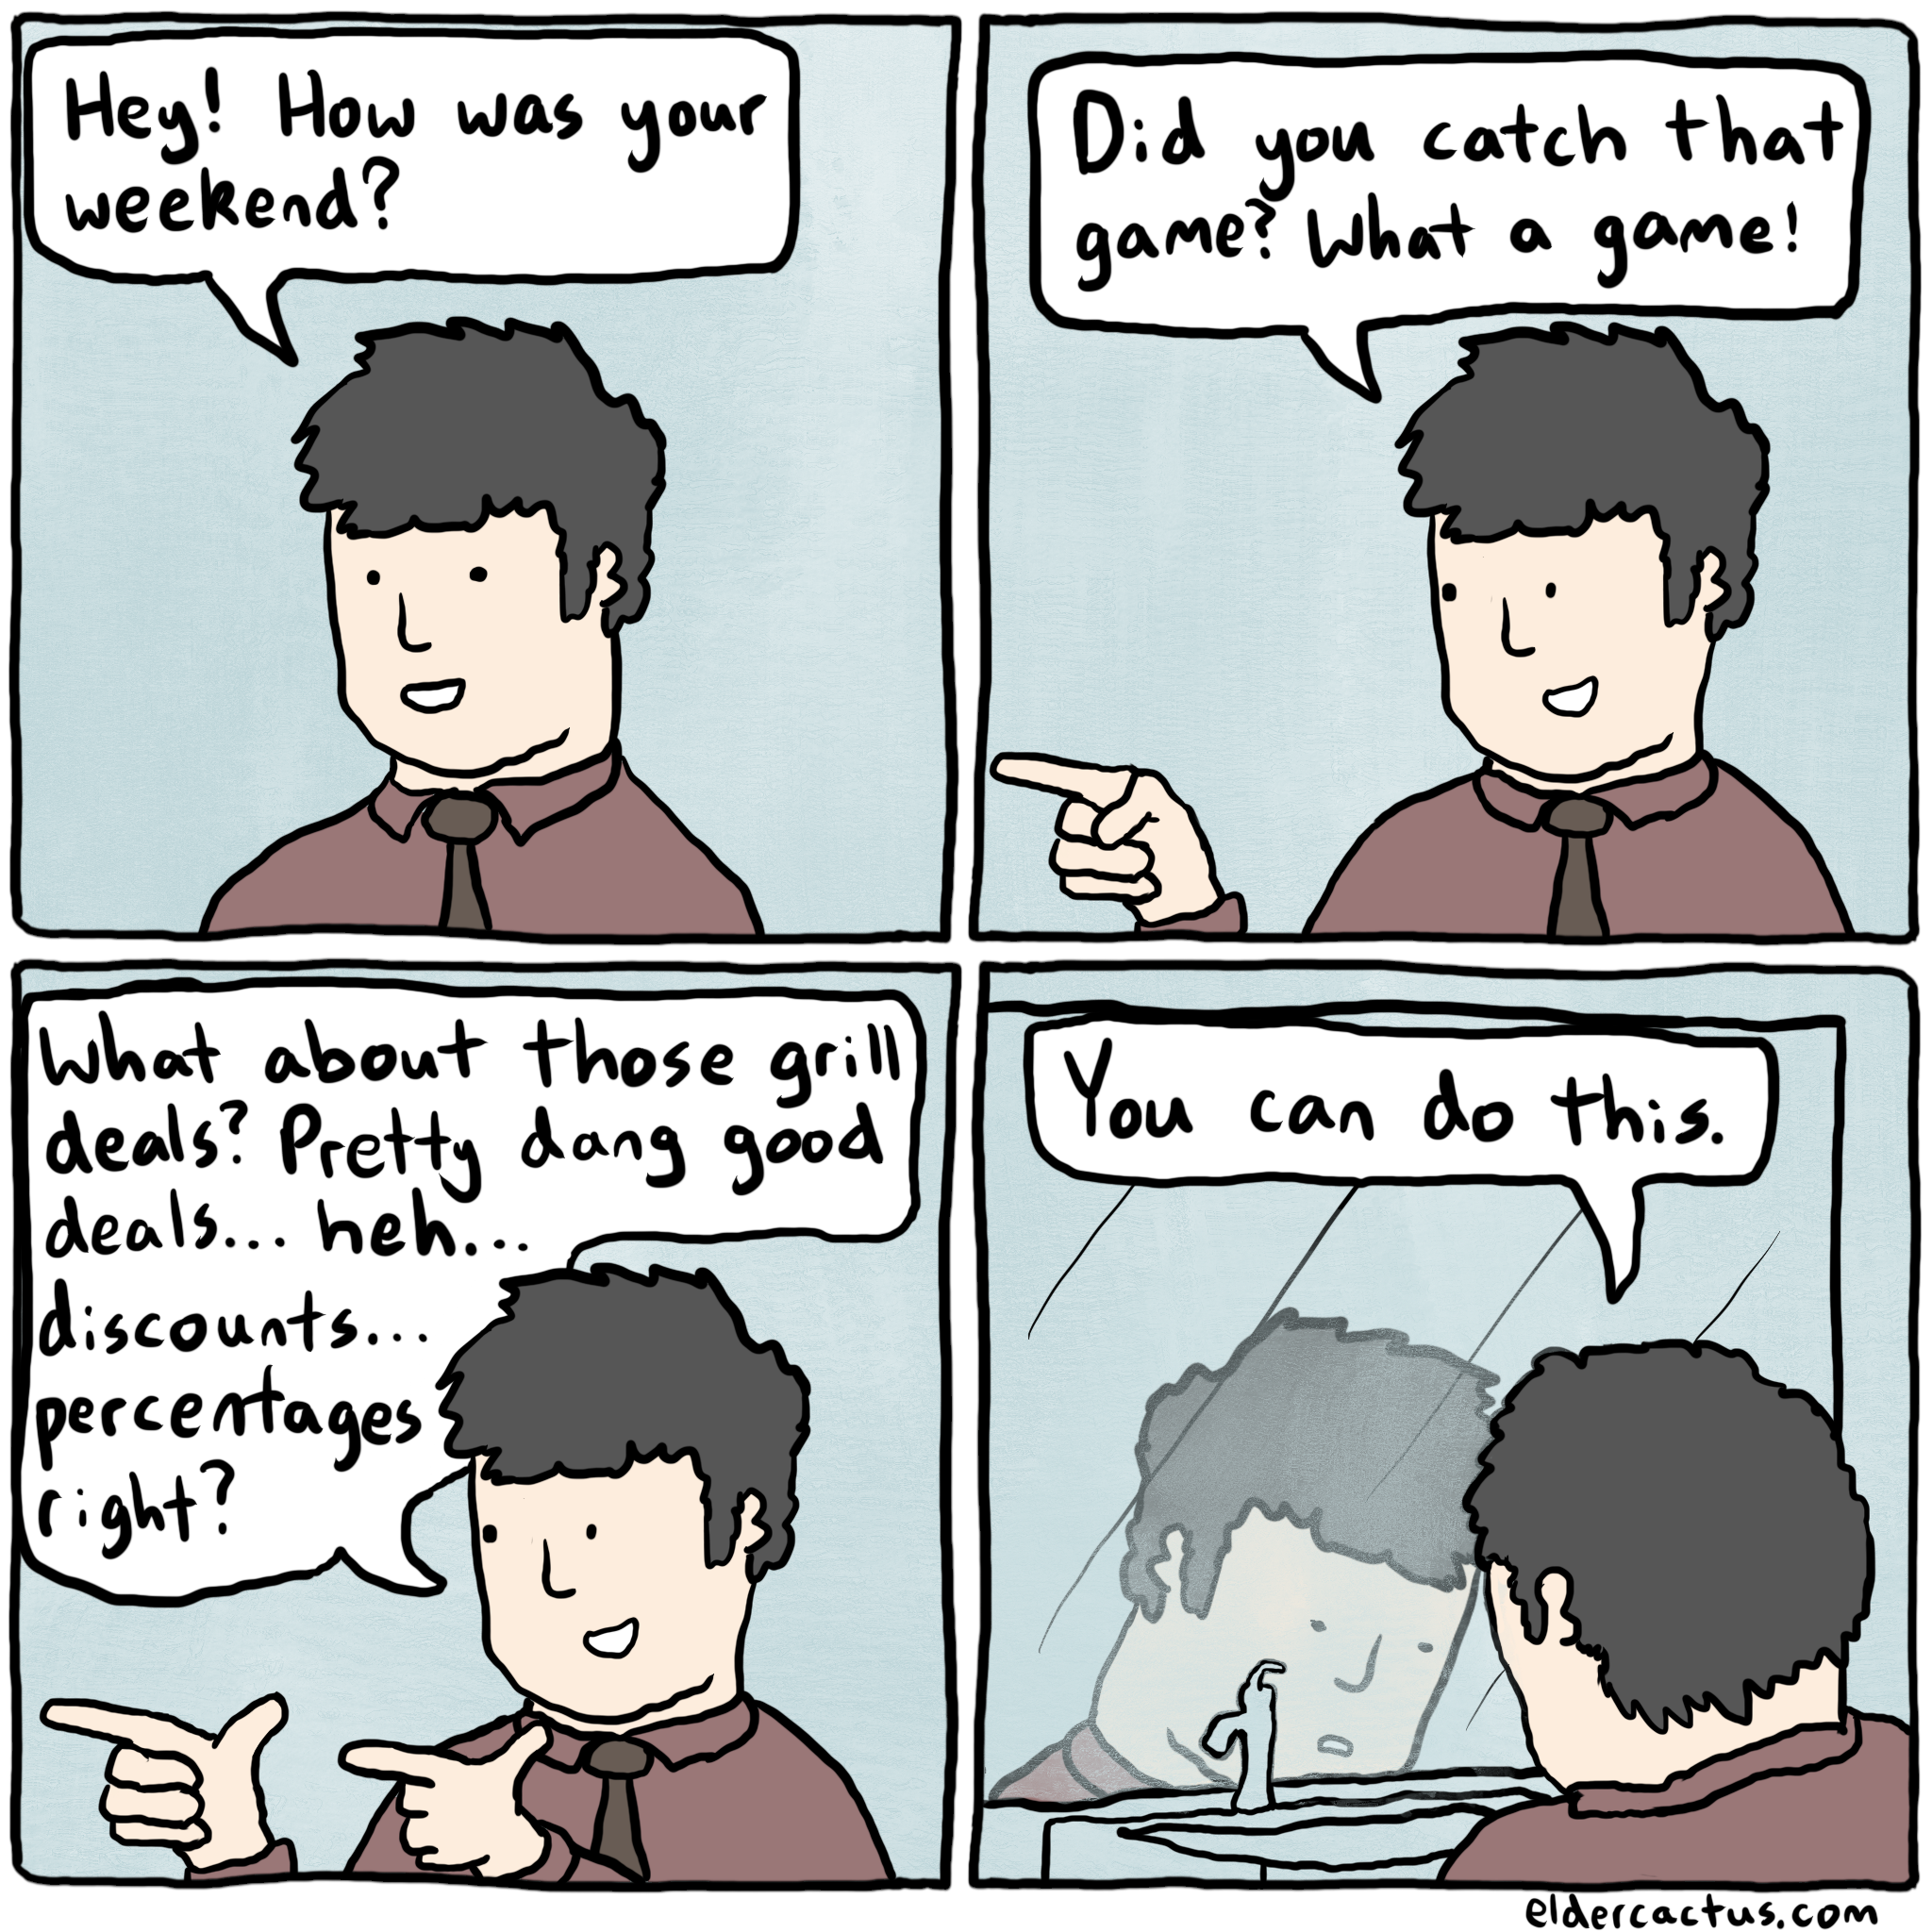 Hey! How was your
weekend?
Did you catch that
game? What a game!
What about those grill
deals? Pretty dang good
deals... heh...
discounts...
percentages
right?
You can do this.
eldercactus.com